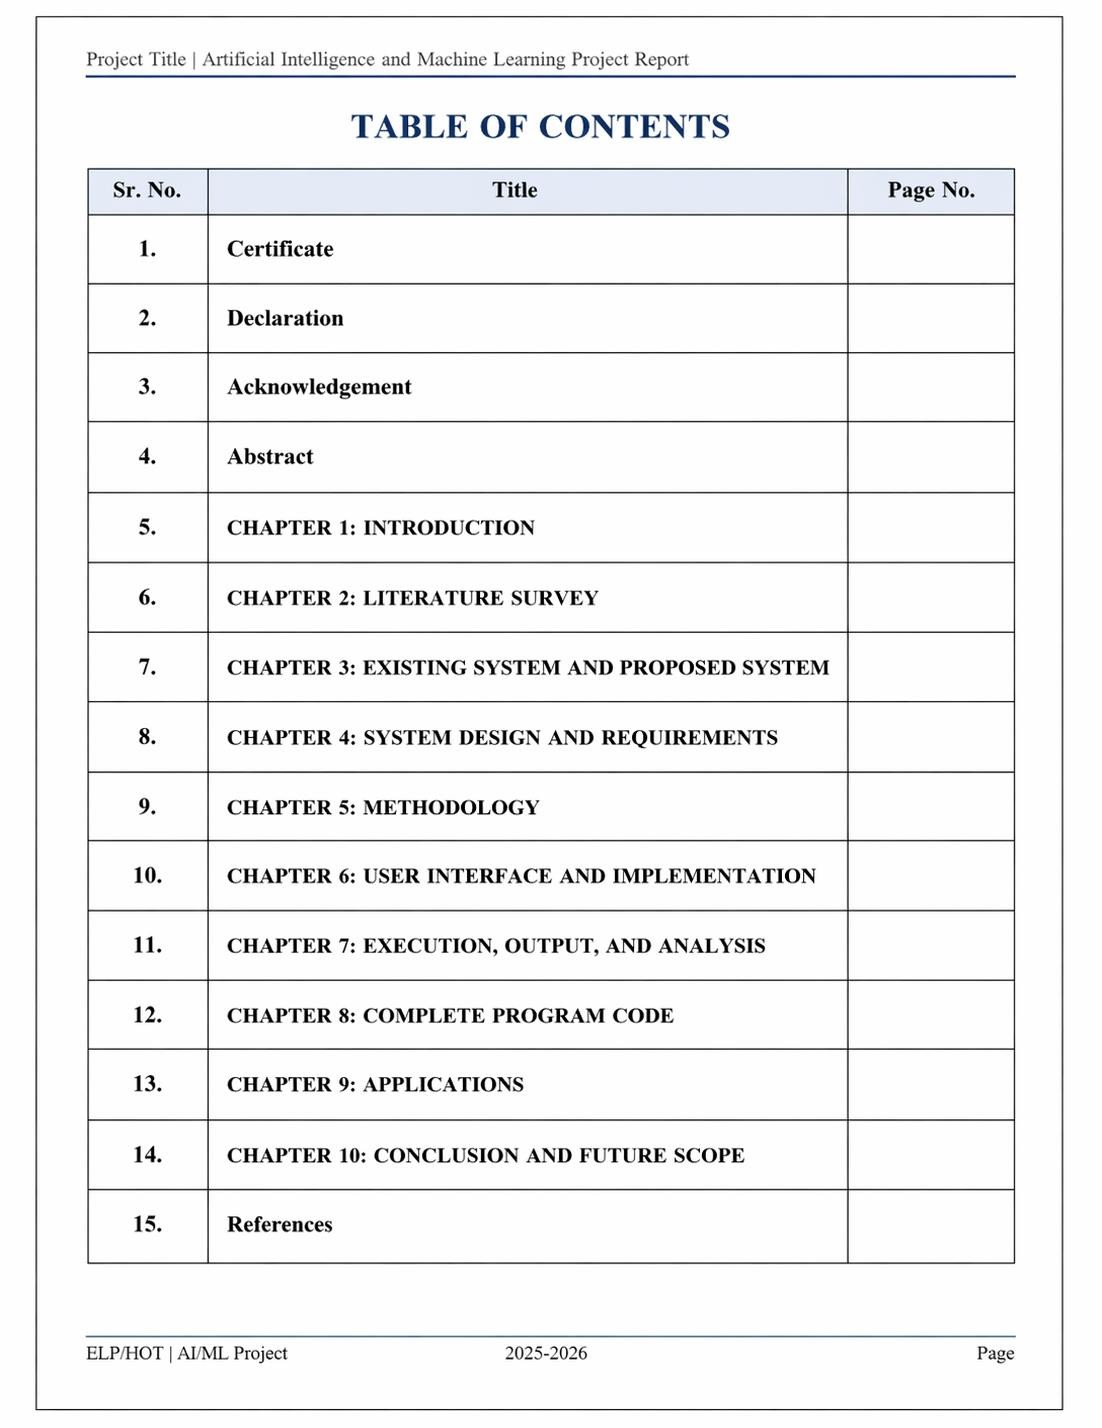 Project Title | Artificial Intelligence and Machine Learning Project Report
TABLE OF CONTENTS
Sr. No. Title Page No.
1. Certificate
2. Declaration
3. Acknowledgement
4. Abstract
5. CHAPTER 1: INTRODUCTION
6. CHAPTER 2: LITERATURE SURVEY
7. CHAPTER 3: EXISTING SYSTEM AND PROPOSED SYSTEM
8. CHAPTER 4: SYSTEM DESIGN AND REQUIREMENTS
9. CHAPTER 5: METHODOLOGY
10. CHAPTER 6: USER INTERFACE AND IMPLEMENTATION
11. CHAPTER 7: EXECUTION, OUTPUT, AND ANALYSIS
12. CHAPTER 8: COMPLETE PROGRAM CODE
13. CHAPTER 9: APPLICATIONS
14. CHAPTER 10: CONCLUSION AND FUTURE SCOPE
15. References
ELP/HOT | AI/ML Project 2025-2026 Page